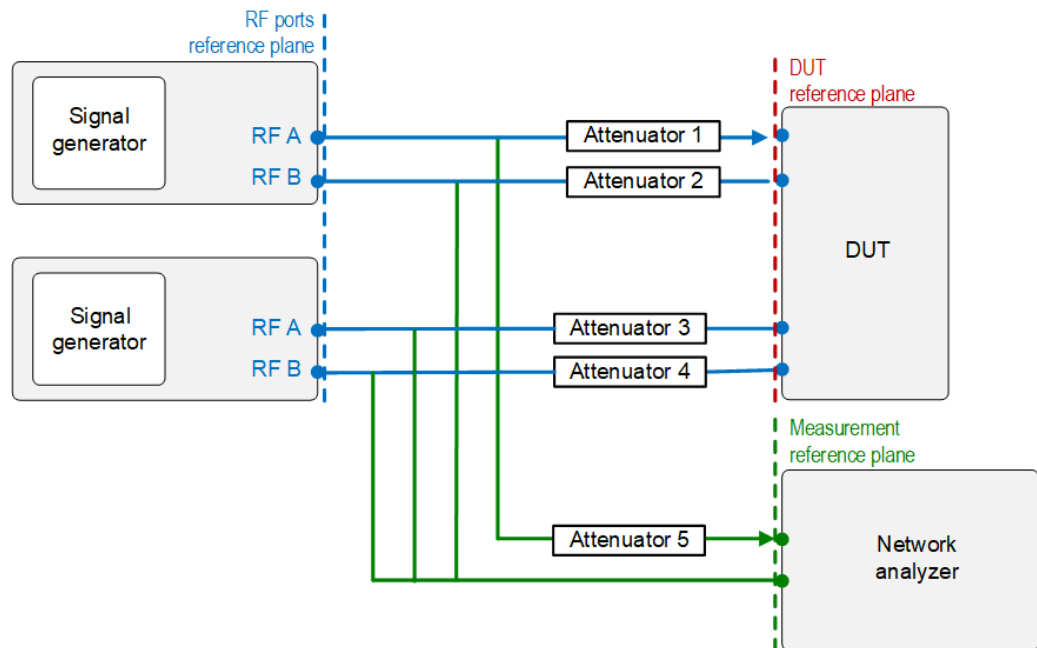 RF ports
reference plane
Signal
generator
RF A
RF B
DUT
reference plane
Attenuator 1
Attenuator 2
DUT
Signal
generator
RF A
RF B
Attenuator 3
Attenuator 4
Measurement
reference plane
Attenuator 5
Network
analyzer